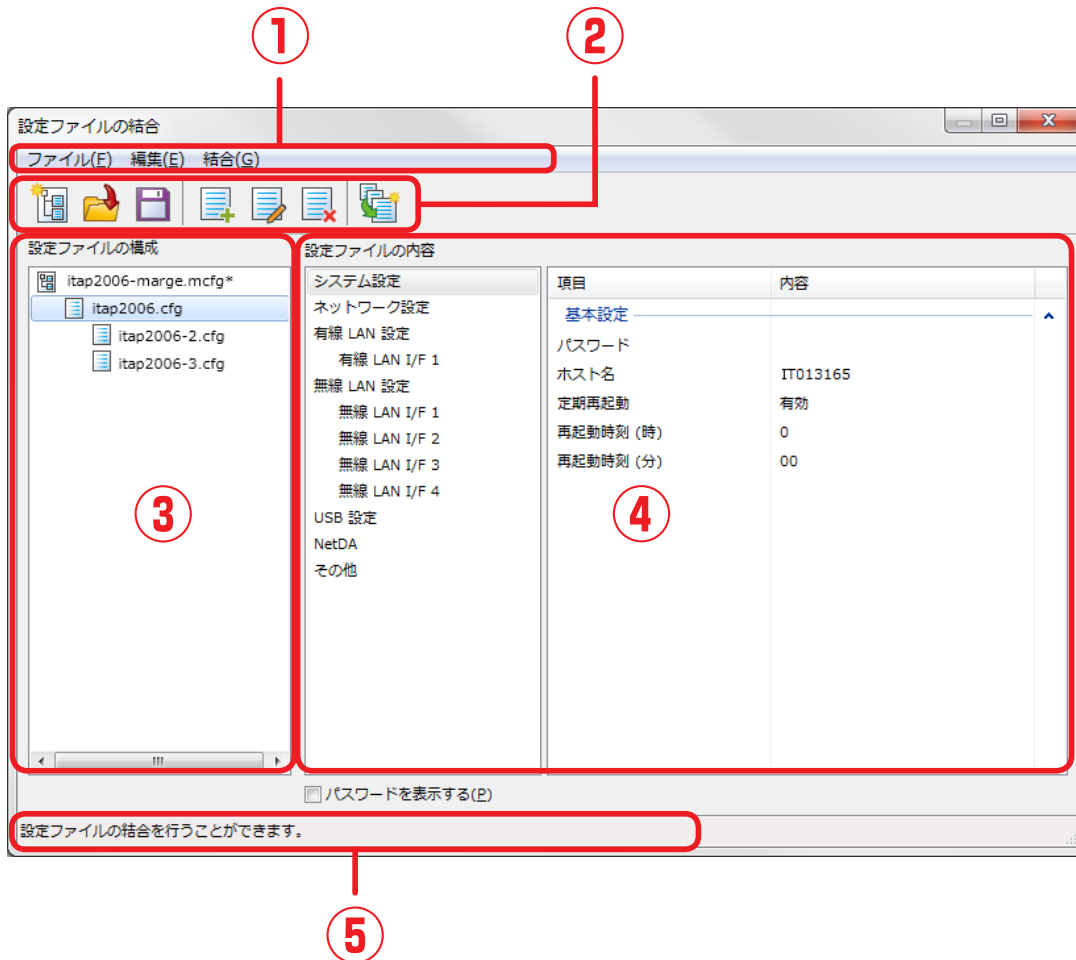 ① ②
設定ファイルの結合
ファイル(F) 編集(E) 結合(G)
設定ファイルの構成
itap2006-marge.mcfg*
itap2006.cfg
itap2006-2.cfg
itap2006-3.cfg
③
設定ファイルの内容
システム設定
ネットワーク設定
有線 LAN 設定
有線 LAN I/F 1
無線 LAN 設定
無線 LAN I/F 1
無線 LAN I/F 2
無線 LAN I/F 3
無線 LAN I/F 4
USB 設定
NetDA
その他
項目 内容
基本設定
パスワード
ホスト名 IT013165
定期再起動 有効
再起動時刻 (時) 0
再起動時刻 (分) 00
④
パスワードを表示する(P)
設定ファイルの結合を行うことができます。
⑤